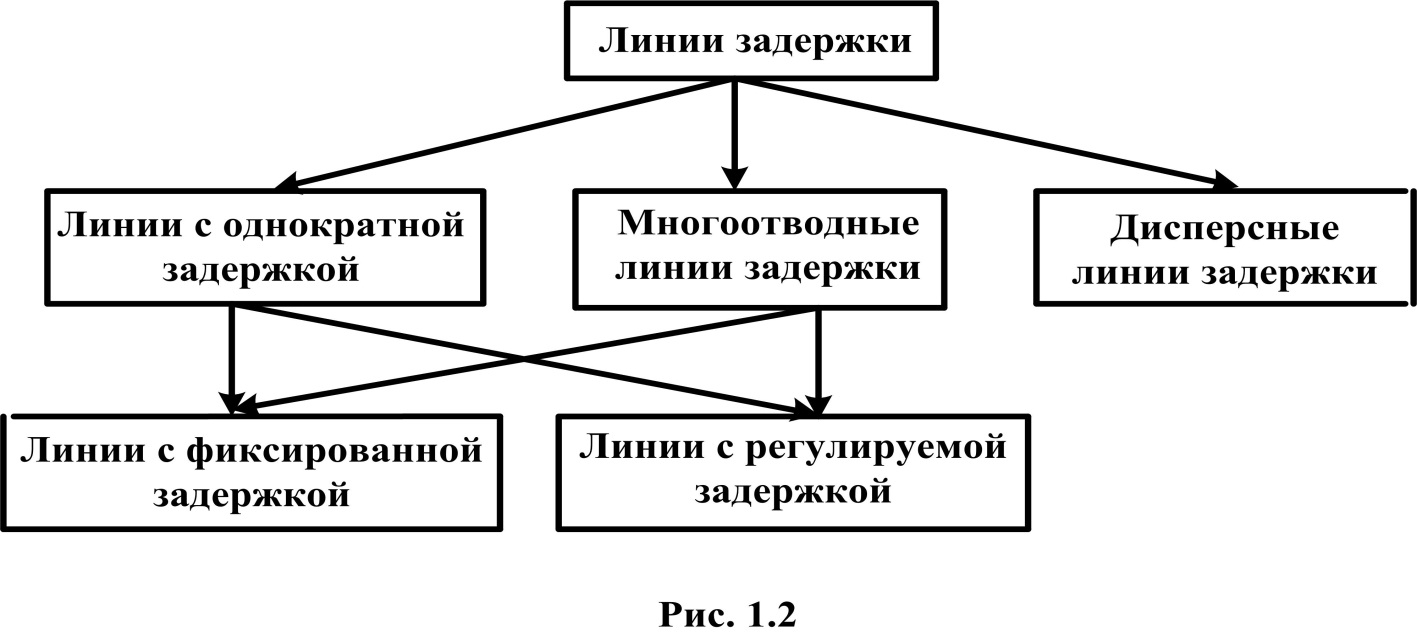 Линии задержки
Линии с однократной
задержкой
Многоотводные
линии задержки
Дисперсные
линии задержки
Линии с фиксированной
задержкой
Линии с регулируемой
задержкой
Рис. 1.2